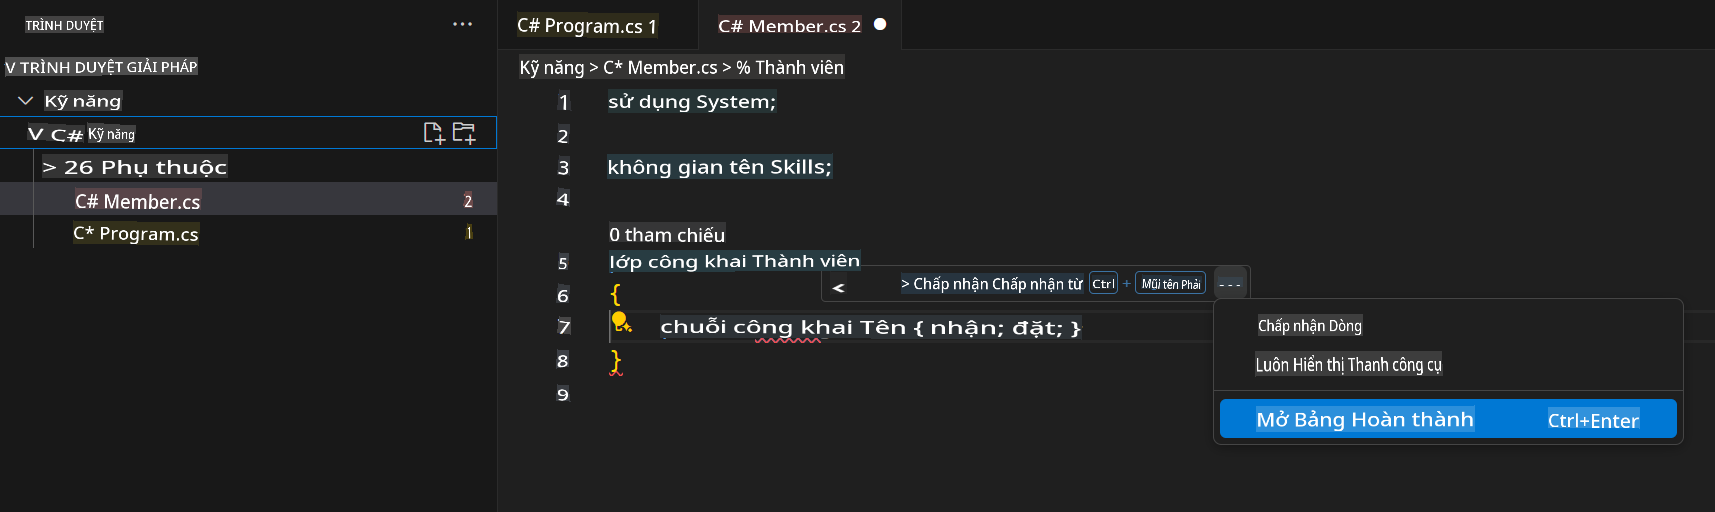 TRÌNH DUYỆT
V TRÌNH DUYỆT GIẢI PHÁP
Kỹ năng
V C# Kỹ năng
> 26 Phụ thuộc
C# Member.cs 2
C* Program.cs 1
C# Program.cs 1
C# Member.cs 2
Kỹ năng > C* Member.cs > % Thành viên
1 sử dụng System;
2
3 không gian tên Skills;
4
0 tham chiếu
5 lớp công khai Thành viên
6 {
< > Chấp nhận Chấp nhận từ Ctrl + Mũi tên Phải ---
7 chuỗi công khai Tên { nhận; đặt; }
8 }
9
Chấp nhận Dòng
Luôn Hiển thị Thanh công cụ
Mở Bảng Hoàn thành Ctrl+Enter